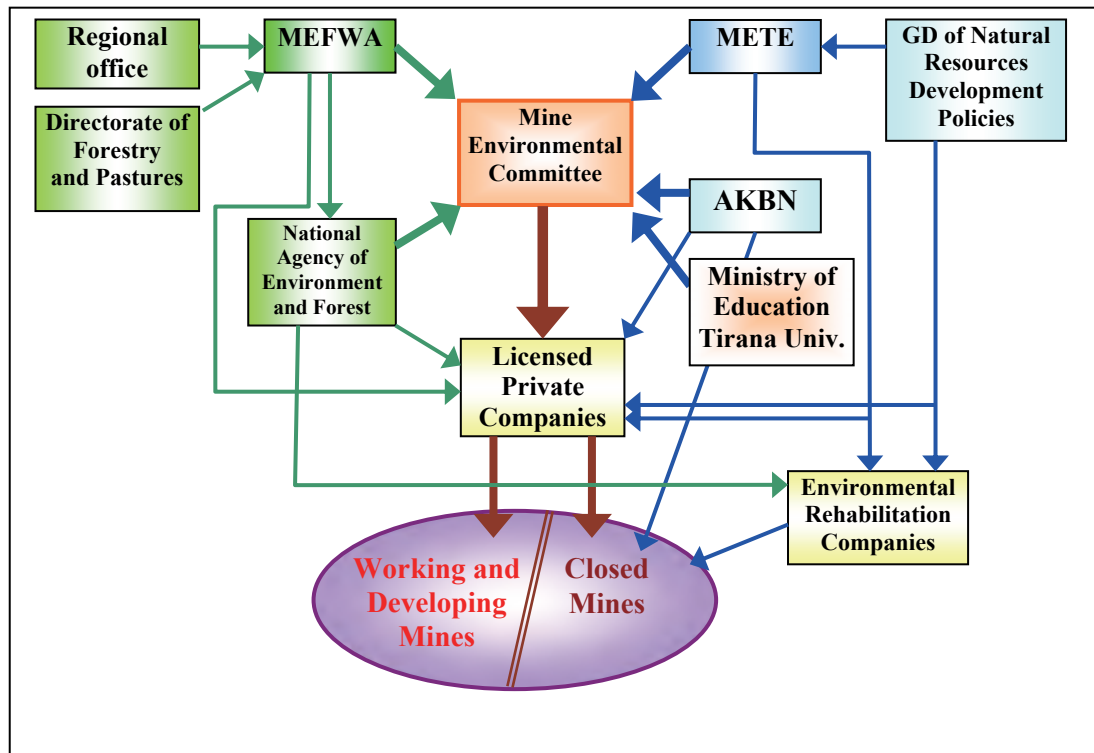 Regional
office
MEFWA
METE
GD of Natural
Resources
Development
Policies
Directorate of
Forestry
and Pastures
Mine
Environmental
Committee
AKBN
National
Agency of
Environment
and Forest
Ministry of
Education
Tirana Univ.
Licensed
Private
Companies
Environmental
Rehabilitation
Companies
Working and
Developing
Mines
Closed
Mines